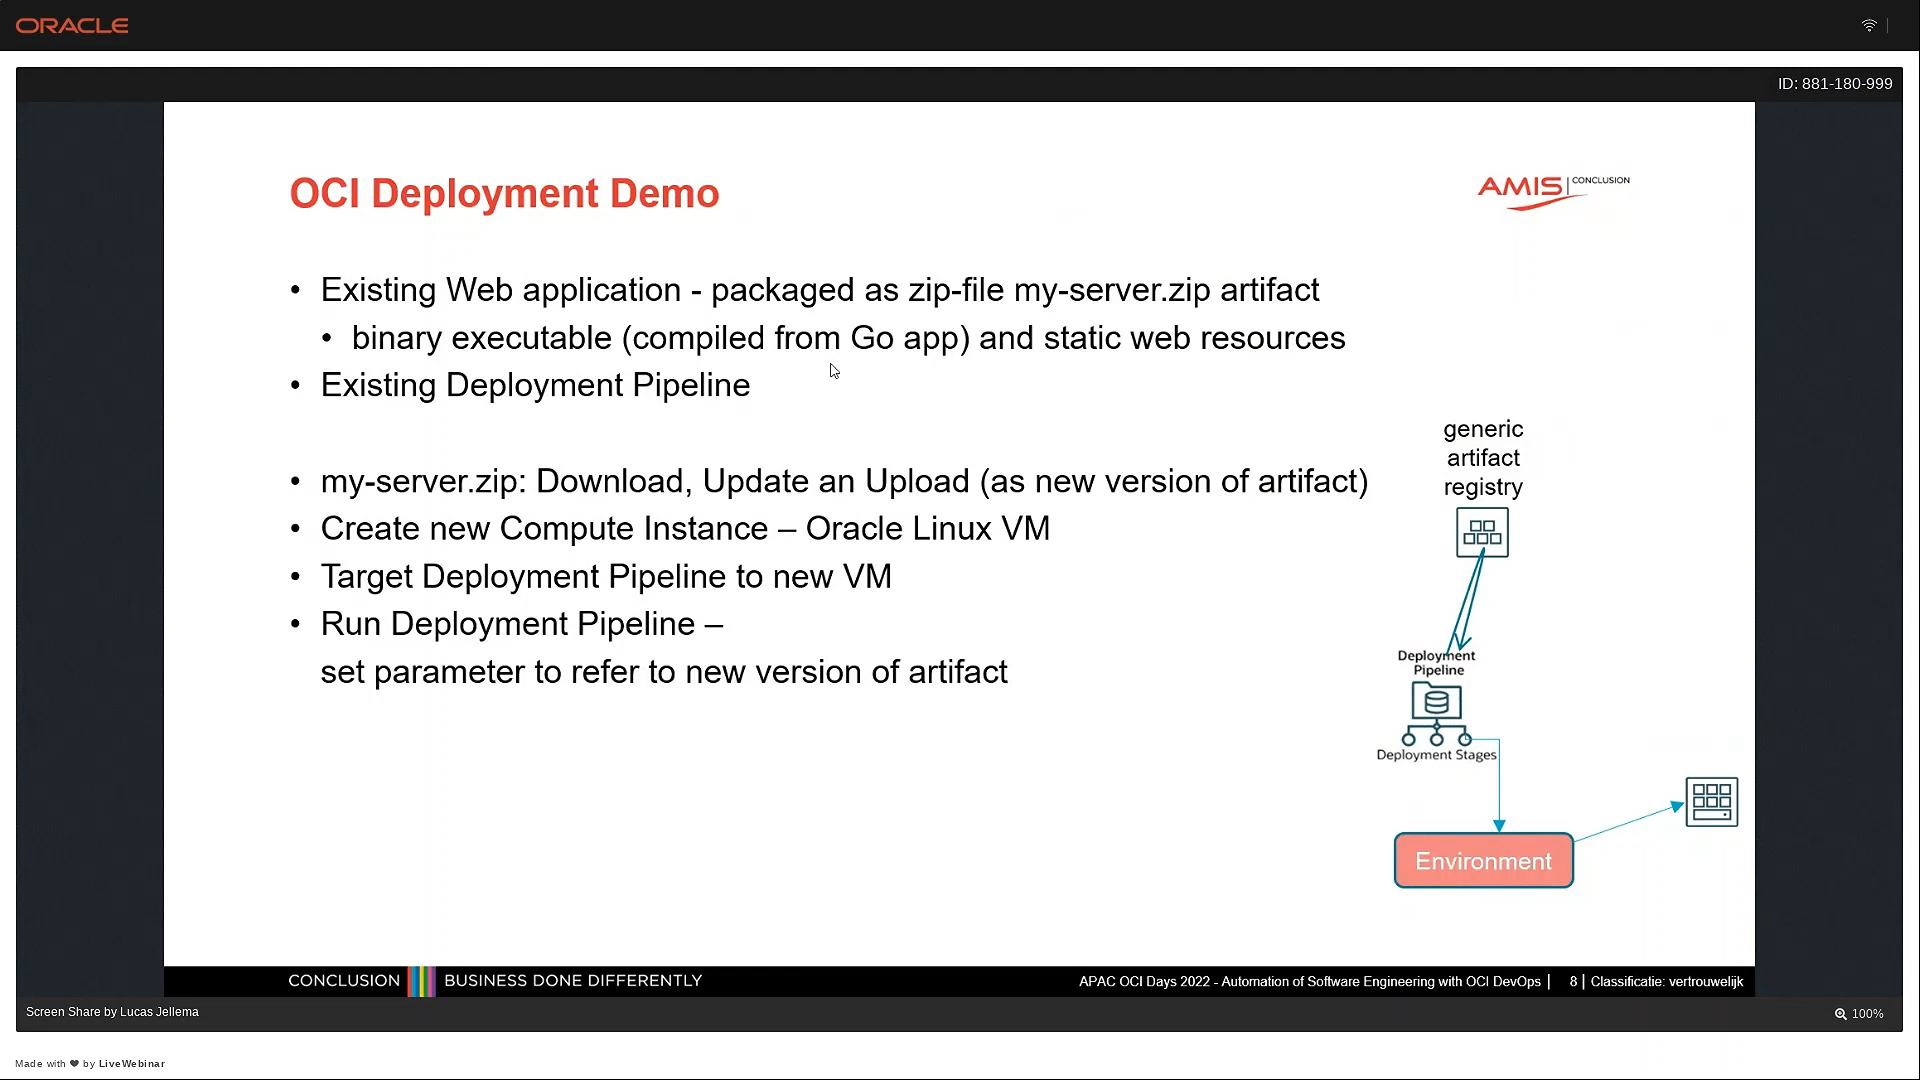 ORACLE
ID: 881-180-999
OCI Deployment Demo
AMIS | CONCLUSION
• Existing Web application - packaged as zip-file my-server.zip artifact
• binary executable (compiled from Go app) and static web resources
• Existing Deployment Pipeline
• my-server.zip: Download, Update an Upload (as new version of artifact)
• Create new Compute Instance – Oracle Linux VM
• Target Deployment Pipeline to new VM
• Run Deployment Pipeline –
set parameter to refer to new version of artifact
generic
artifact
registry
Deployment
Pipeline
Deployment Stages
Environment
CONCLUSION BUSINESS DONE DIFFERENTLY
APAC OCI Days 2022 - Automation of Software Engineering with OCI DevOps | 8 | Classificatie: vertrouwelijk
Screen Share by Lucas Jellema
100%
Made with ❤ by LiveWebinar